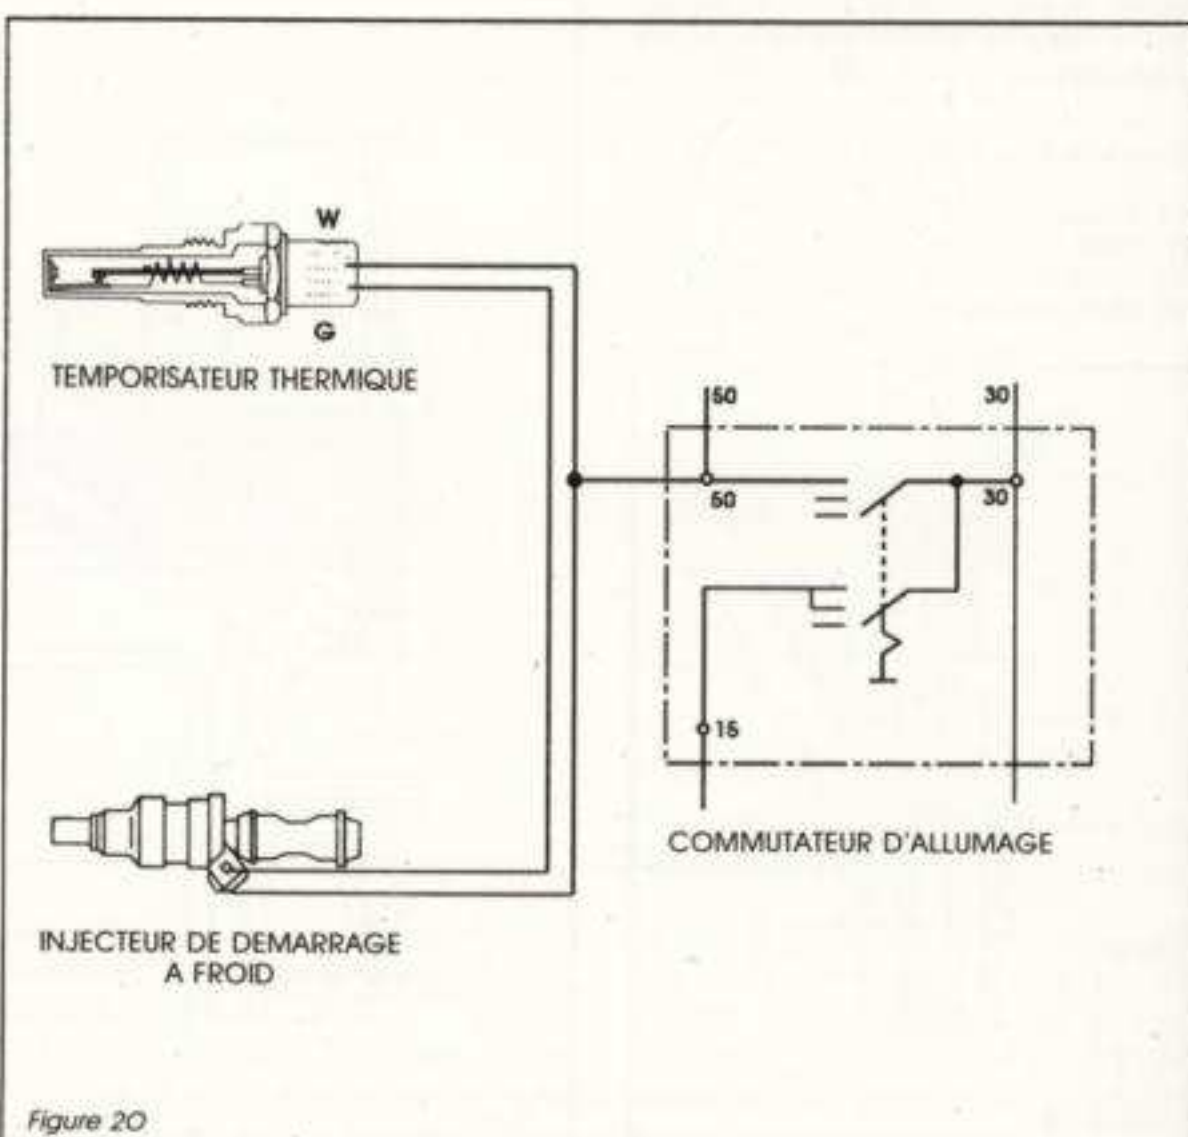 W
G
TEMPORISATEUR THERMIQUE
50
30
50
30
15
COMMUTATEUR D'ALLUMAGE
INJECTEUR DE DEMARRAGE
A FROID
Figure 20